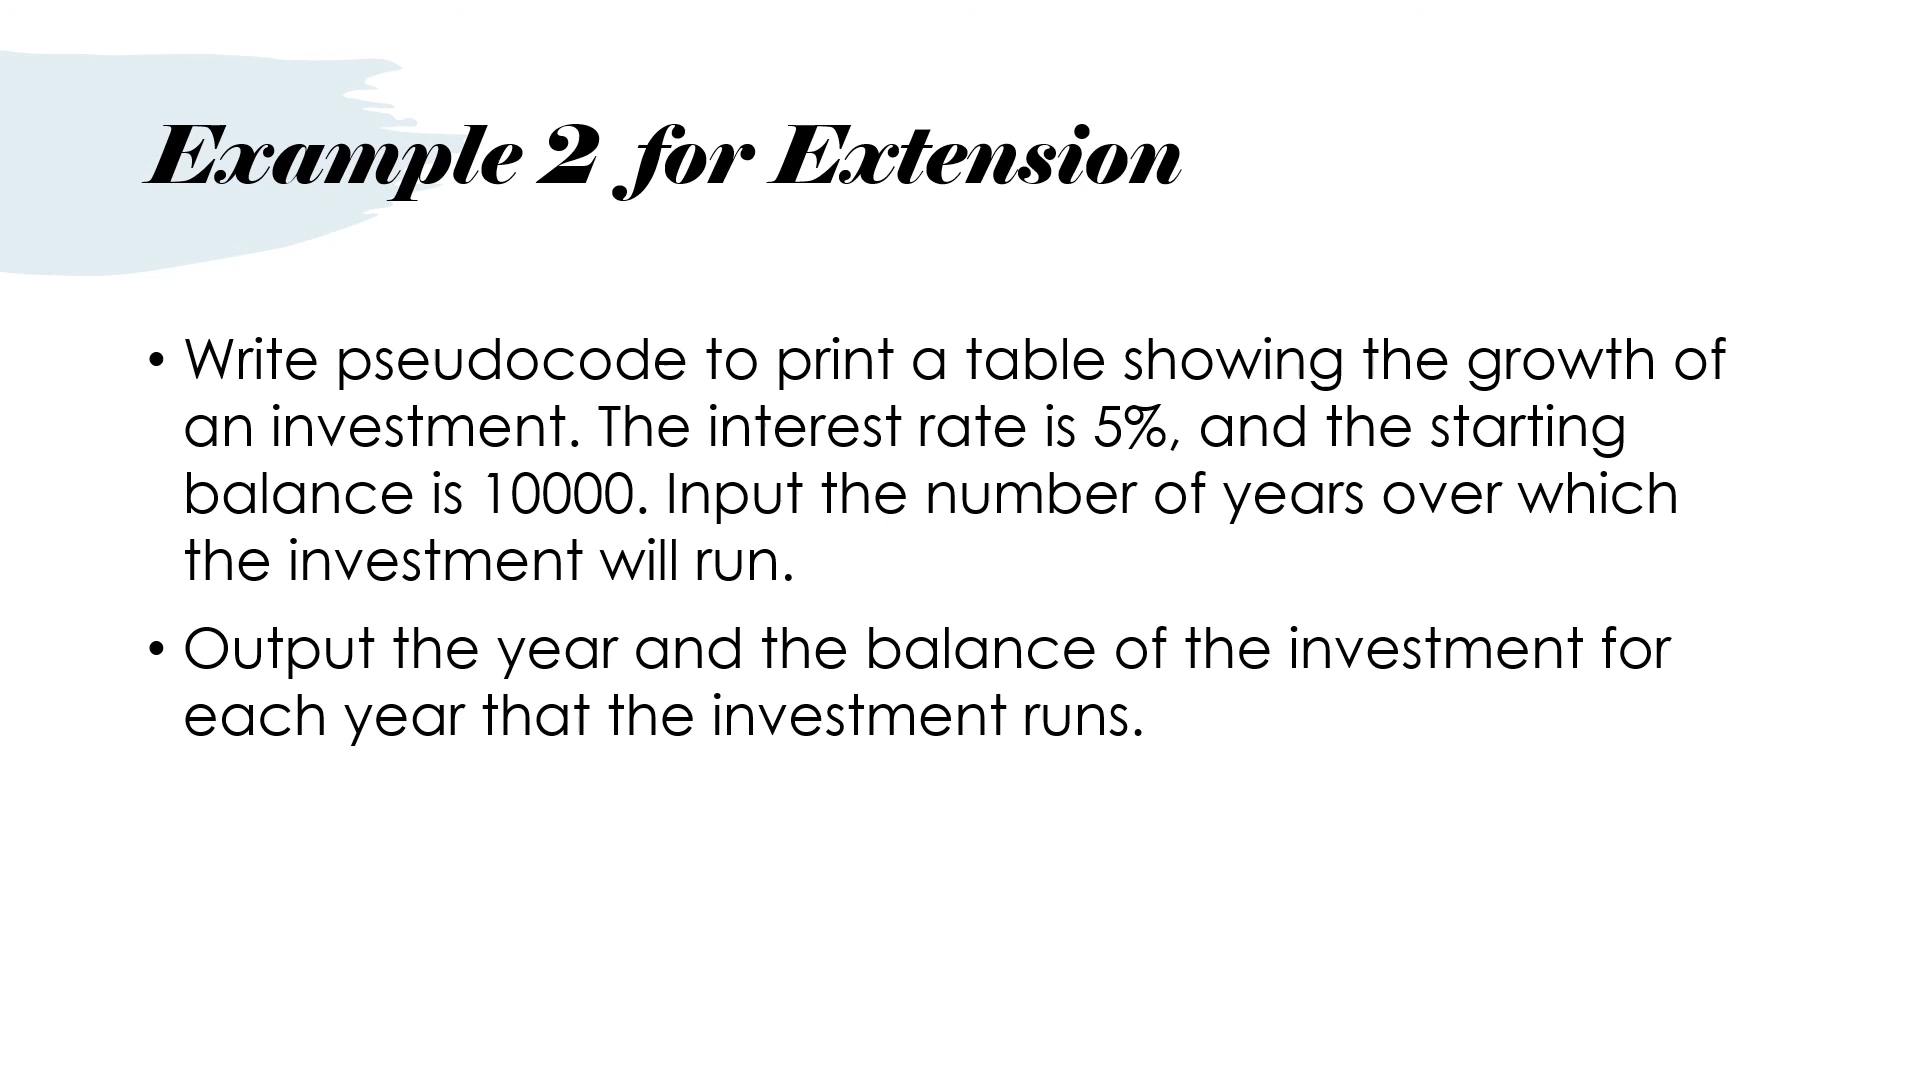 Example 2 for Extension
• Write pseudocode to print a table showing the growth of
an investment. The interest rate is 5%, and the starting
balance is 10000. Input the number of years over which
the investment will run.
• Output the year and the balance of the investment for
each year that the investment runs.